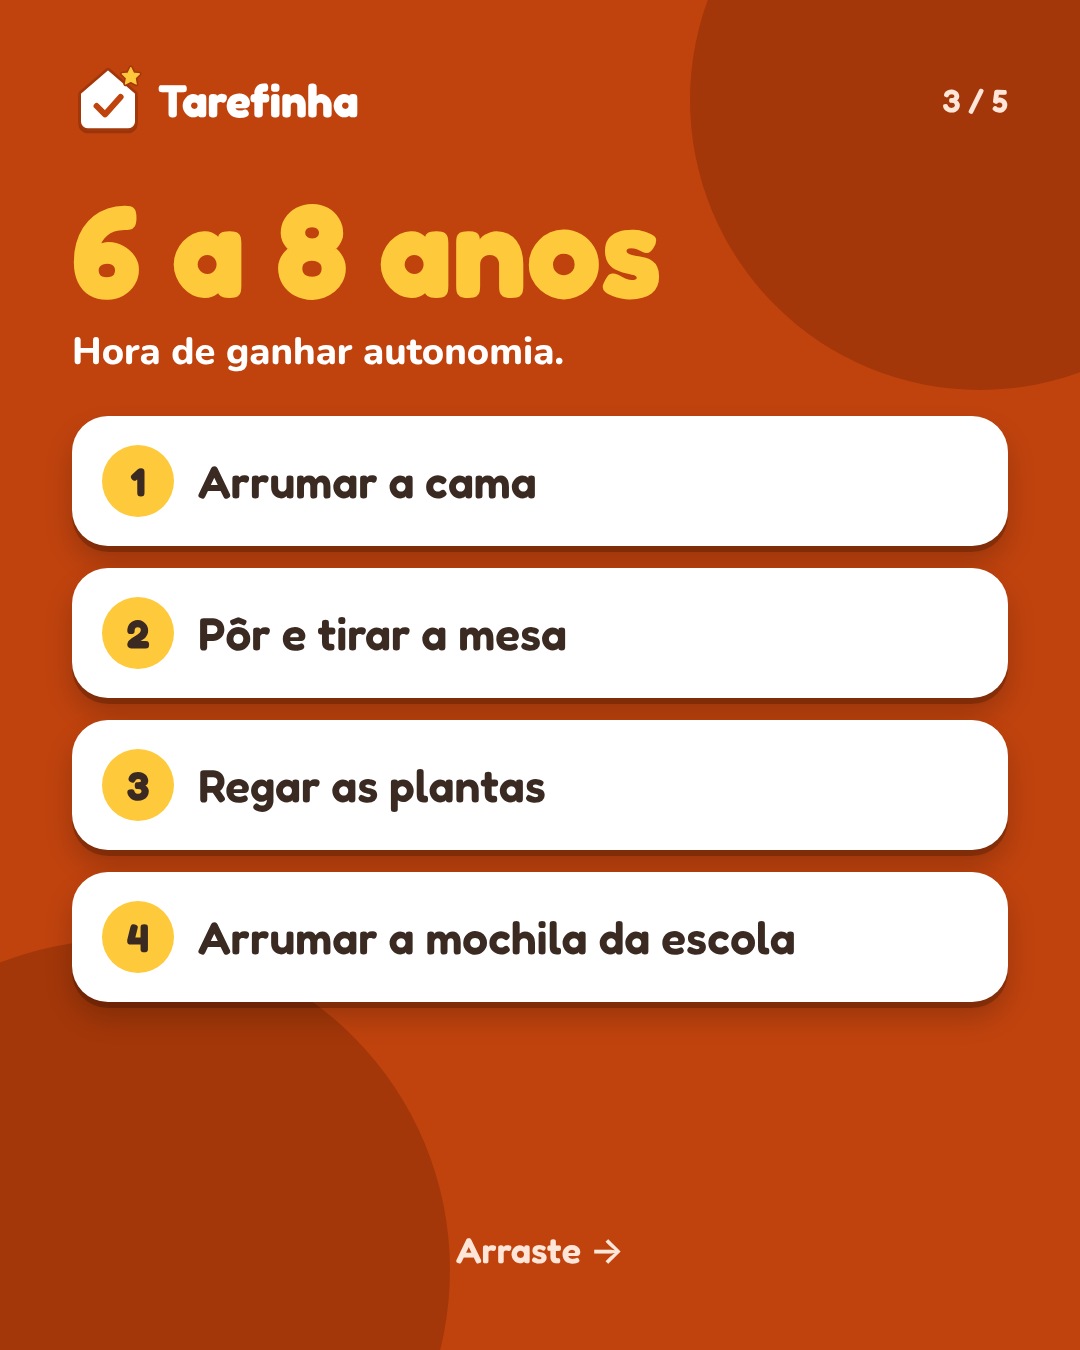 Tarefinha
3 / 5
6 a 8 anos
Hora de ganhar autonomia.
1 Arrumar a cama
2 Pôr e tirar a mesa
3 Regar as plantas
4 Arrumar a mochila da escola
Arraste →